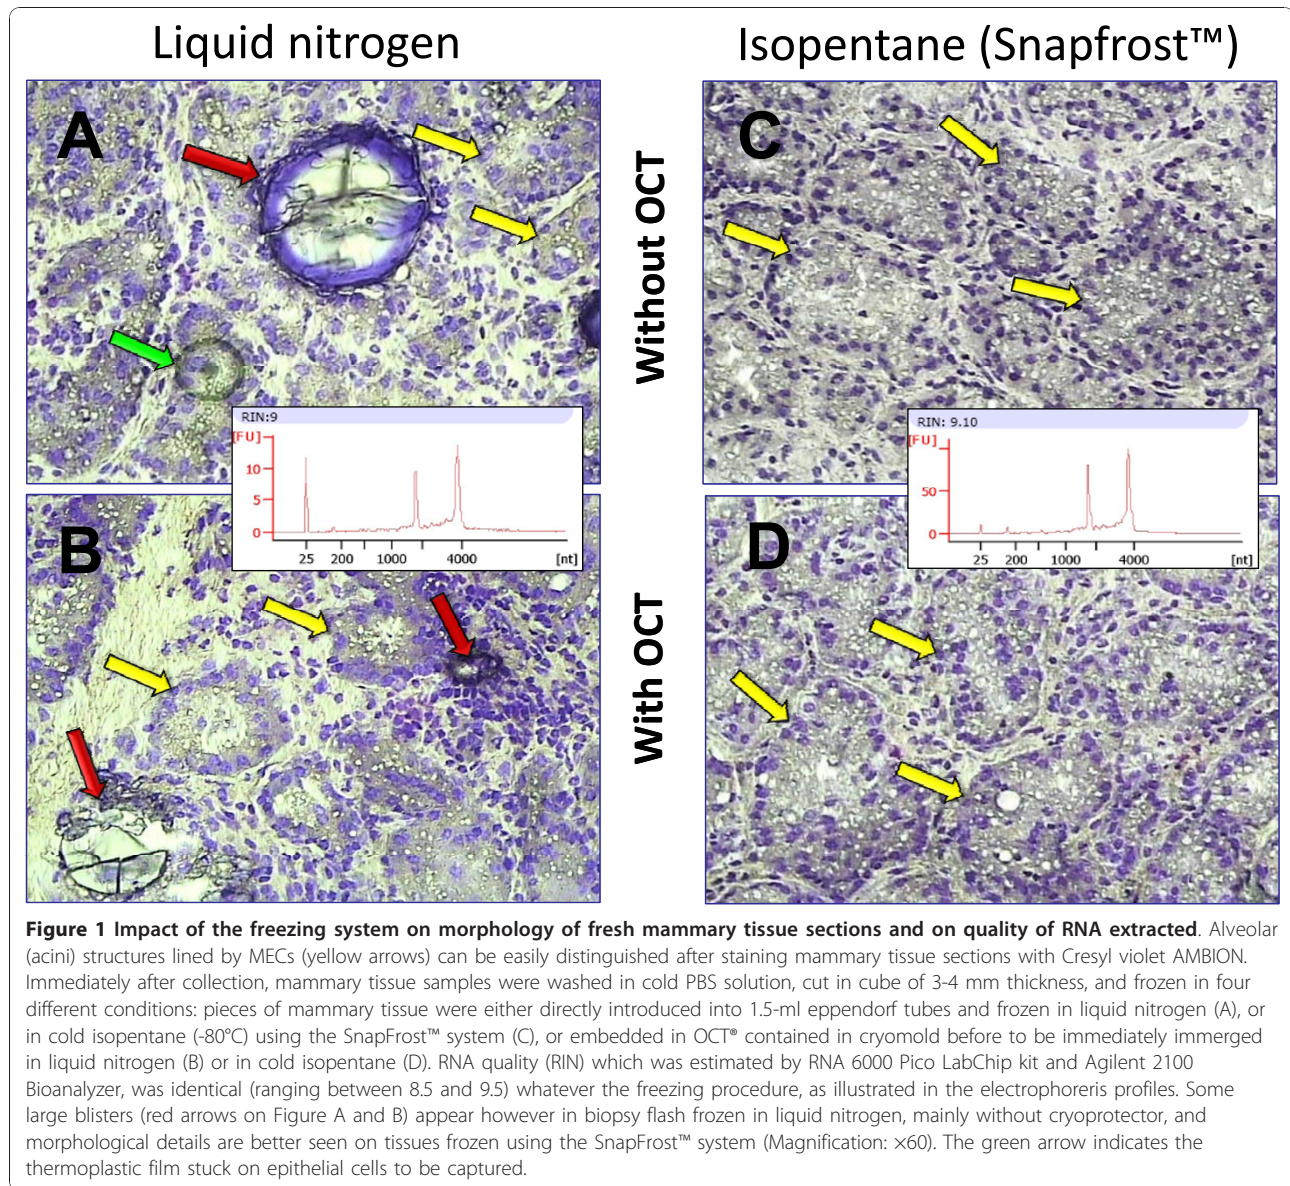 Liquid nitrogen
Isopentane (Snapfrost™)
A
C
Without OCT
RIN:9
[FU]
10
5
0
25 200 1000 4000 [nt]
RIN: 9.10
[FU]
50
0
25 200 1000 4000 [nt]
B
D
With OCT
Figure 1 Impact of the freezing system on morphology of fresh mammary tissue sections and on quality of RNA extracted. Alveolar
(acini) structures lined by MECs (yellow arrows) can be easily distinguished after staining mammary tissue sections with Cresyl violet AMBION.
Immediately after collection, mammary tissue samples were washed in cold PBS solution, cut in cube of 3-4 mm thickness, and frozen in four
different conditions: pieces of mammary tissue were either directly introduced into 1.5-ml eppendorf tubes and frozen in liquid nitrogen (A), or
in cold isopentane (-80°C) using the SnapFrost™ system (C), or embedded in OCT® contained in cryomold before to be immediately immerged
in liquid nitrogen (B) or in cold isopentane (D). RNA quality (RIN) which was estimated by RNA 6000 Pico LabChip kit and Agilent 2100
Bioanalyzer, was identical (ranging between 8.5 and 9.5) whatever the freezing procedure, as illustrated in the electrophoreris profiles. Some
large blisters (red arrows on Figure A and B) appear however in biopsy flash frozen in liquid nitrogen, mainly without cryoprotector, and
morphological details are better seen on tissues frozen using the SnapFrost™ system (Magnification: ×60). The green arrow indicates the
thermoplastic film stuck on epithelial cells to be captured.